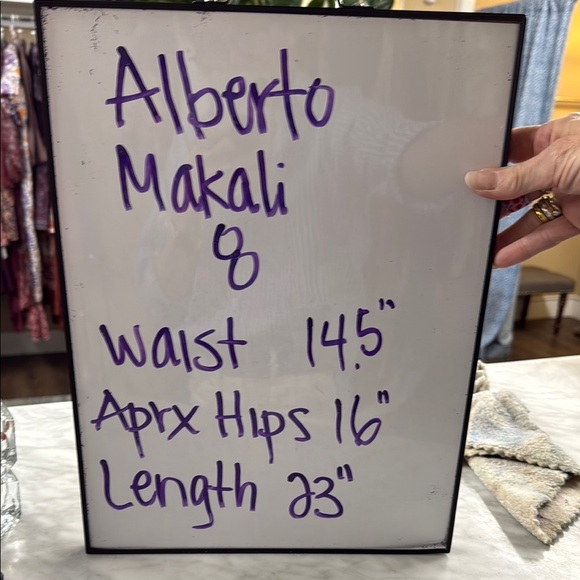 Alberto
Makali
8
Waist 14.5"
Aprx Hips 16"
Length 23"